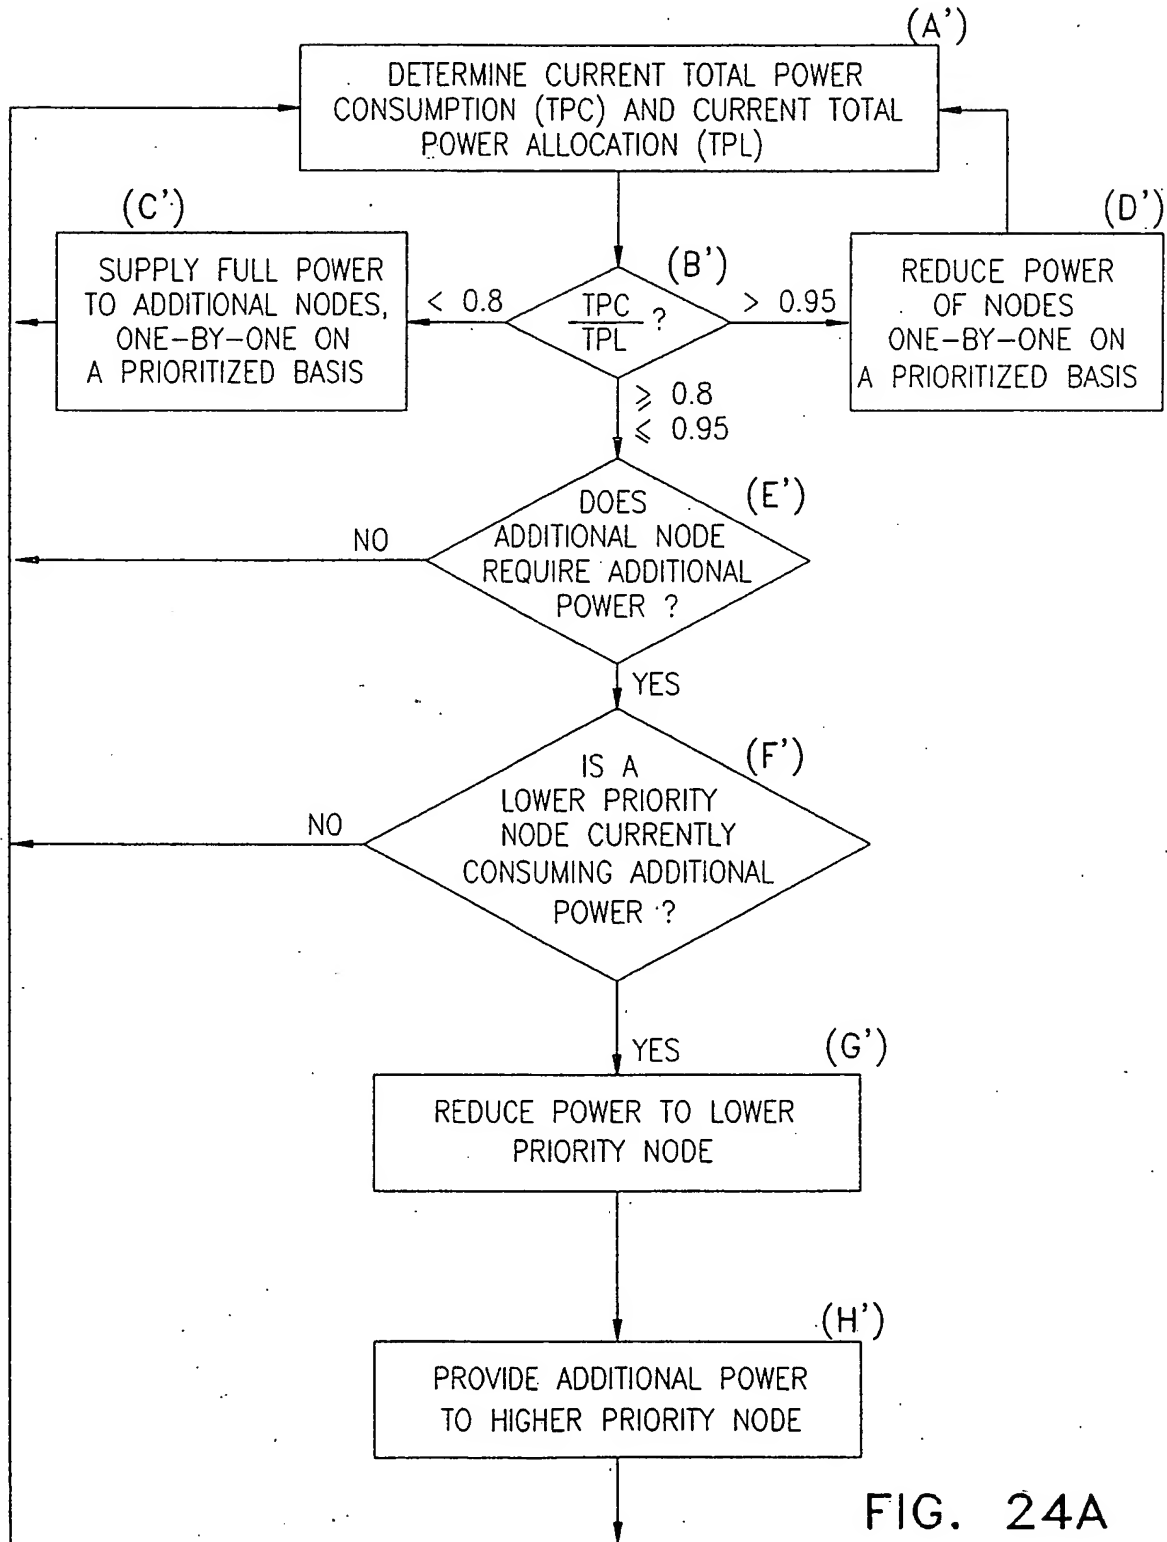 (A')
DETERMINE CURRENT TOTAL POWER
CONSUMPTION (TPC) AND CURRENT TOTAL
POWER ALLOCATION (TPL)
(C')
SUPPLY FULL POWER
TO ADDITIONAL NODES,
ONE-BY-ONE ON
A PRIORITIZED BASIS
< 0.8
(B')
TPC
TPL
?
> 0.95
(D')
REDUCE POWER
OF NODES
ONE-BY-ONE ON
A PRIORITIZED BASIS
⩾ 0.8
⩽ 0.95
(E')
DOES
ADDITIONAL NODE
REQUIRE ADDITIONAL
POWER ?
NO
YES
(F')
IS A
LOWER PRIORITY
NODE CURRENTLY
CONSUMING ADDITIONAL
POWER ?
NO
YES
(G')
REDUCE POWER TO LOWER
PRIORITY NODE
(H')
PROVIDE ADDITIONAL POWER
TO HIGHER PRIORITY NODE
FIG. 24A